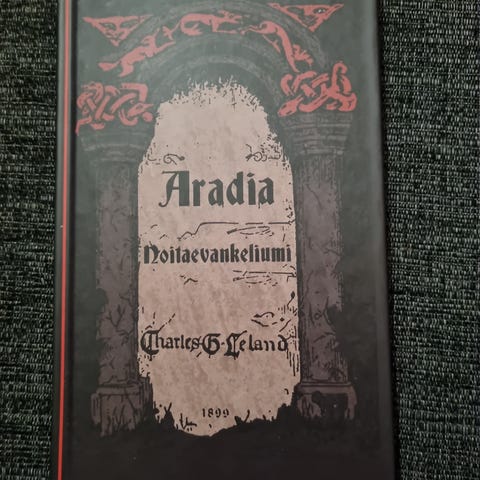 Aradia
Noitaevankeliumi
Charles G. Leland
1899